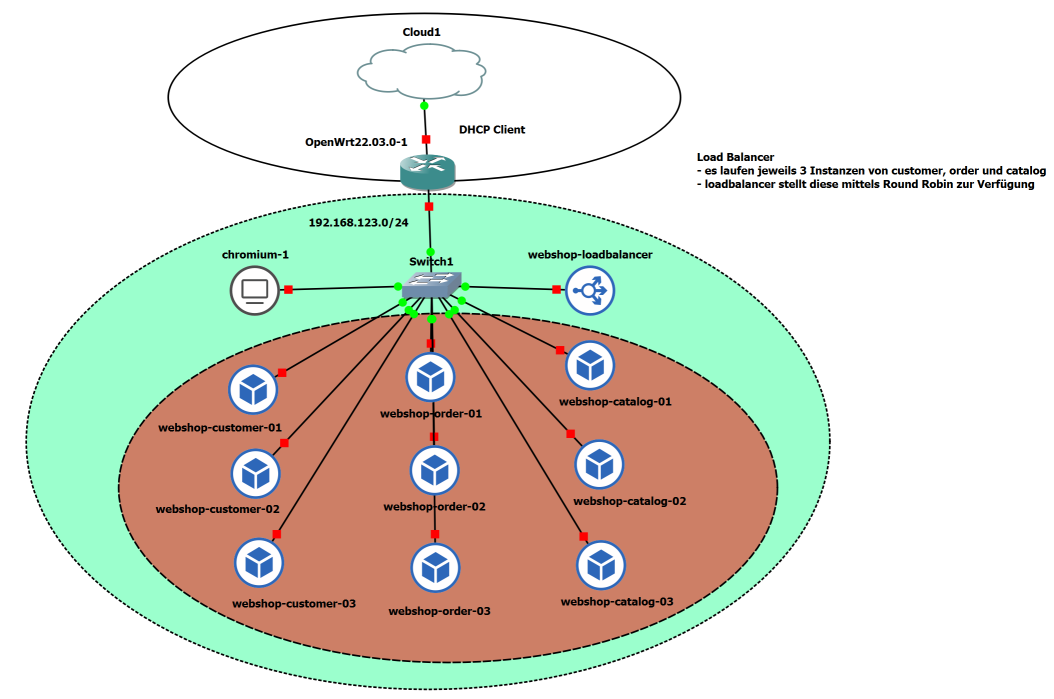 Cloud1
DHCP Client
OpenWrt22.03.0-1
Load Balancer
- es laufen jeweils 3 Instanzen von customer, order und catalog
- loadbalancer stellt diese mittels Round Robin zur Verfügung
192.168.123.0/24
chromium-1
Switch1
webshop-loadbalancer
webshop-customer-01
webshop-order-01
webshop-catalog-01
webshop-customer-02
webshop-order-02
webshop-catalog-02
webshop-customer-03
webshop-order-03
webshop-catalog-03